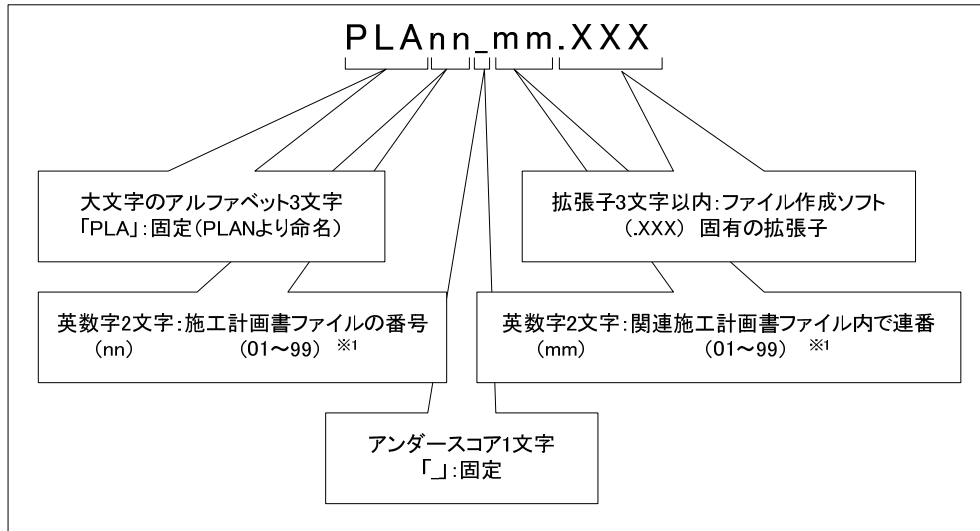 PLAnn_mm.XXX
大文字のアルファベット3文字
「PLA」:固定(PLANより命名)
拡張子3文字以内:ファイル作成ソフト
(.XXX) 固有の拡張子
英数字2文字:施工計画書ファイルの番号
(nn) (01～99) ※1
英数字2文字:関連施工計画書ファイル内で連番
(mm) (01～99) ※1
アンダースコア1文字
「_」:固定